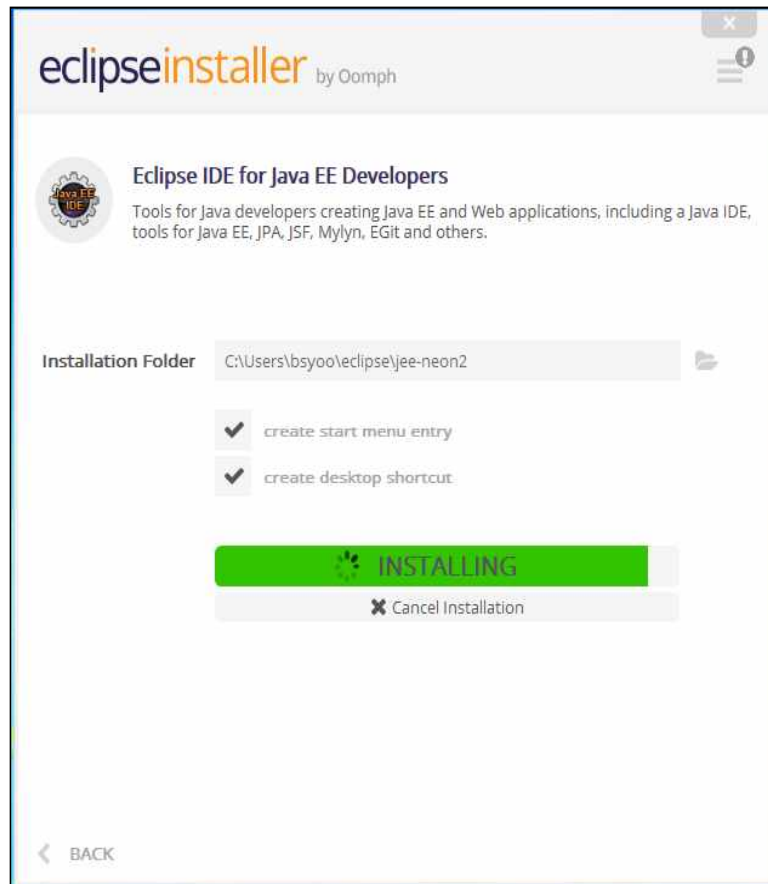 eclipseinstaller by Oomph
Java EE
IDE
Eclipse IDE for Java EE Developers
Tools for Java developers creating Java EE and Web applications, including a Java IDE,
tools for Java EE, JPA, JSF, Mylyn, EGit and others.
Installation Folder C:\Users\bsyoo\eclipse\jee-neon2
create start menu entry
create desktop shortcut
INSTALLING
Cancel Installation
BACK